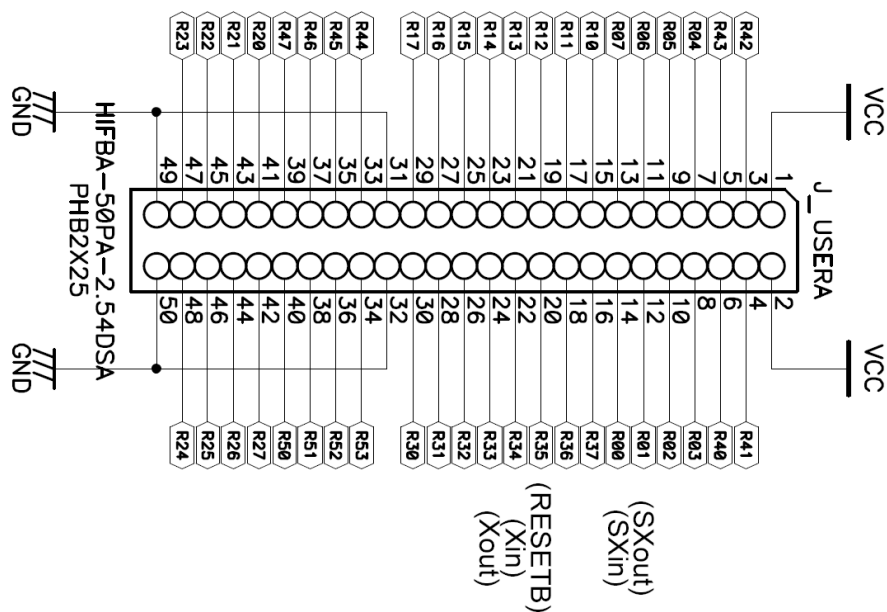 VCC VCC
J_USERA
1 2
R42 3 4 R41
R43 5 6 R40
R04 7 8 R03
R05 9 10 R02
R06 11 12 R01 (SXout)
R07 13 14 R00 (SXin)
R10 15 16 R37
R11 17 18 R36
R12 19 20 R35 (RESETB)
R13 21 22 R34 (Xin)
R14 23 24 R33 (Xout)
R15 25 26 R32
R16 27 28 R31
R17 29 30 R30
31 32
R44 33 34 R53
R45 35 36 R52
R46 37 38 R51
R47 39 40 R50
R20 41 42 R27
R21 43 44 R26
R22 45 46 R25
R23 47 48 R24
49 50
HIFBA-50PA-2.54DSA
PHB2X25
GND GND